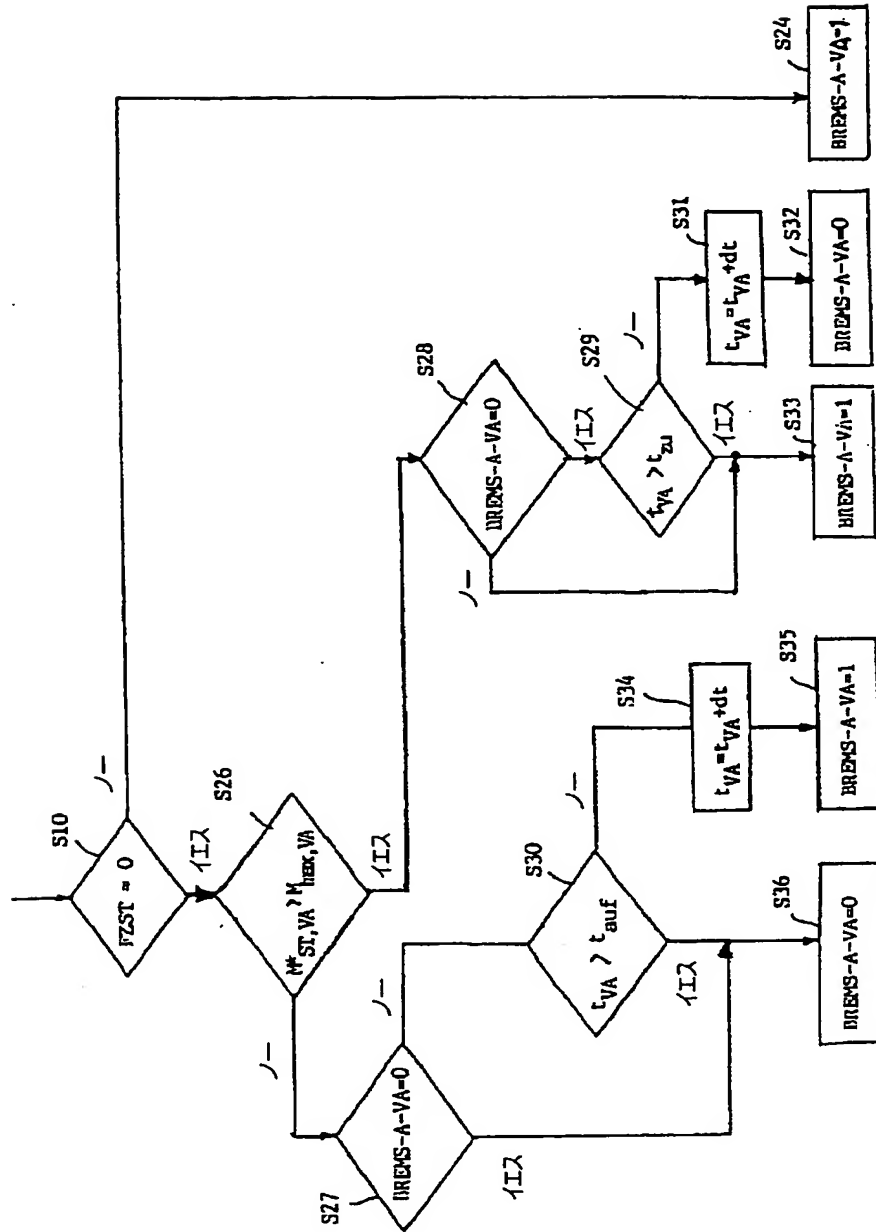 S10
FZST = 0
ノー
イエス
S26
M*ST,VA > Mmax,VA
ノー
イエス
S27
BREMS-A-VA=0
ノー
イエス
S28
BREMS-A-VA=0
ノー
イエス
S30
tVA > tauf
ノー
イエス
S29
tVA > tzu
ノー
イエス
S34
tVA=tVA+dt
S31
tVA=tVA+dt
S36
BREMS-A-VA=0
S35
BREMS-A-VA=1
S33
BREMS-A-VA=1
S32
BREMS-A-VA=0
S24
BREMS-A-VA=1